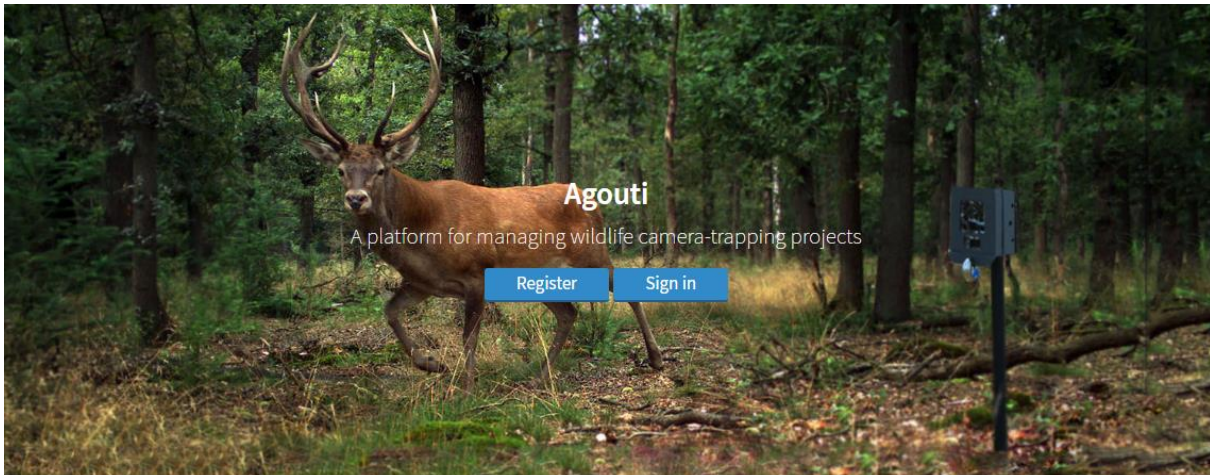 Agouti
A platform for managing wildlife camera-trapping projects
Register
Sign in